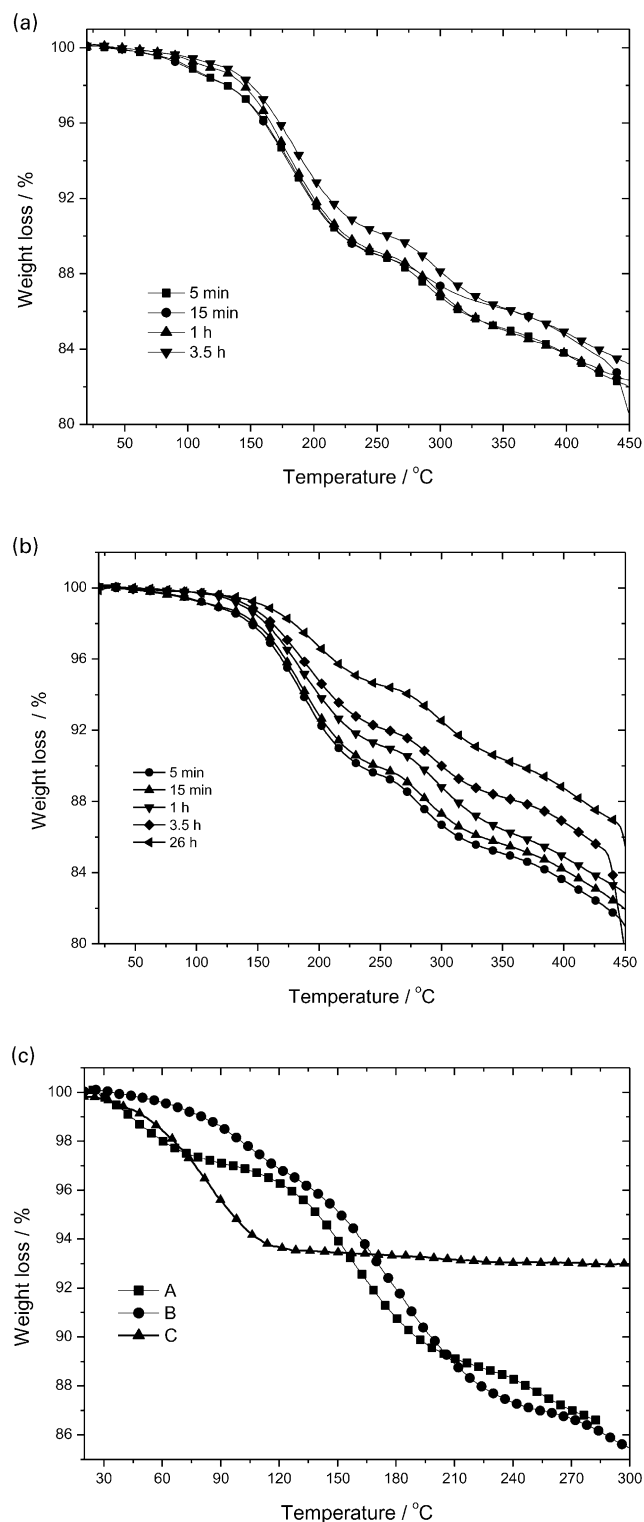 (a)
100
96
92
88
84
80
Weight loss / %
5 min
15 min
1 h
3.5 h
50 100 150 200 250 300 350 400 450
Temperature / °C
(b)
100
96
92
88
84
80
Weight loss / %
5 min
15 min
1 h
3.5 h
26 h
50 100 150 200 250 300 350 400 450
Temperature / °C
(c)
100
98
96
94
92
90
88
86
Weight loss / %
A
B
C
30 60 90 120 150 180 210 240 270 300
Temperature / °C